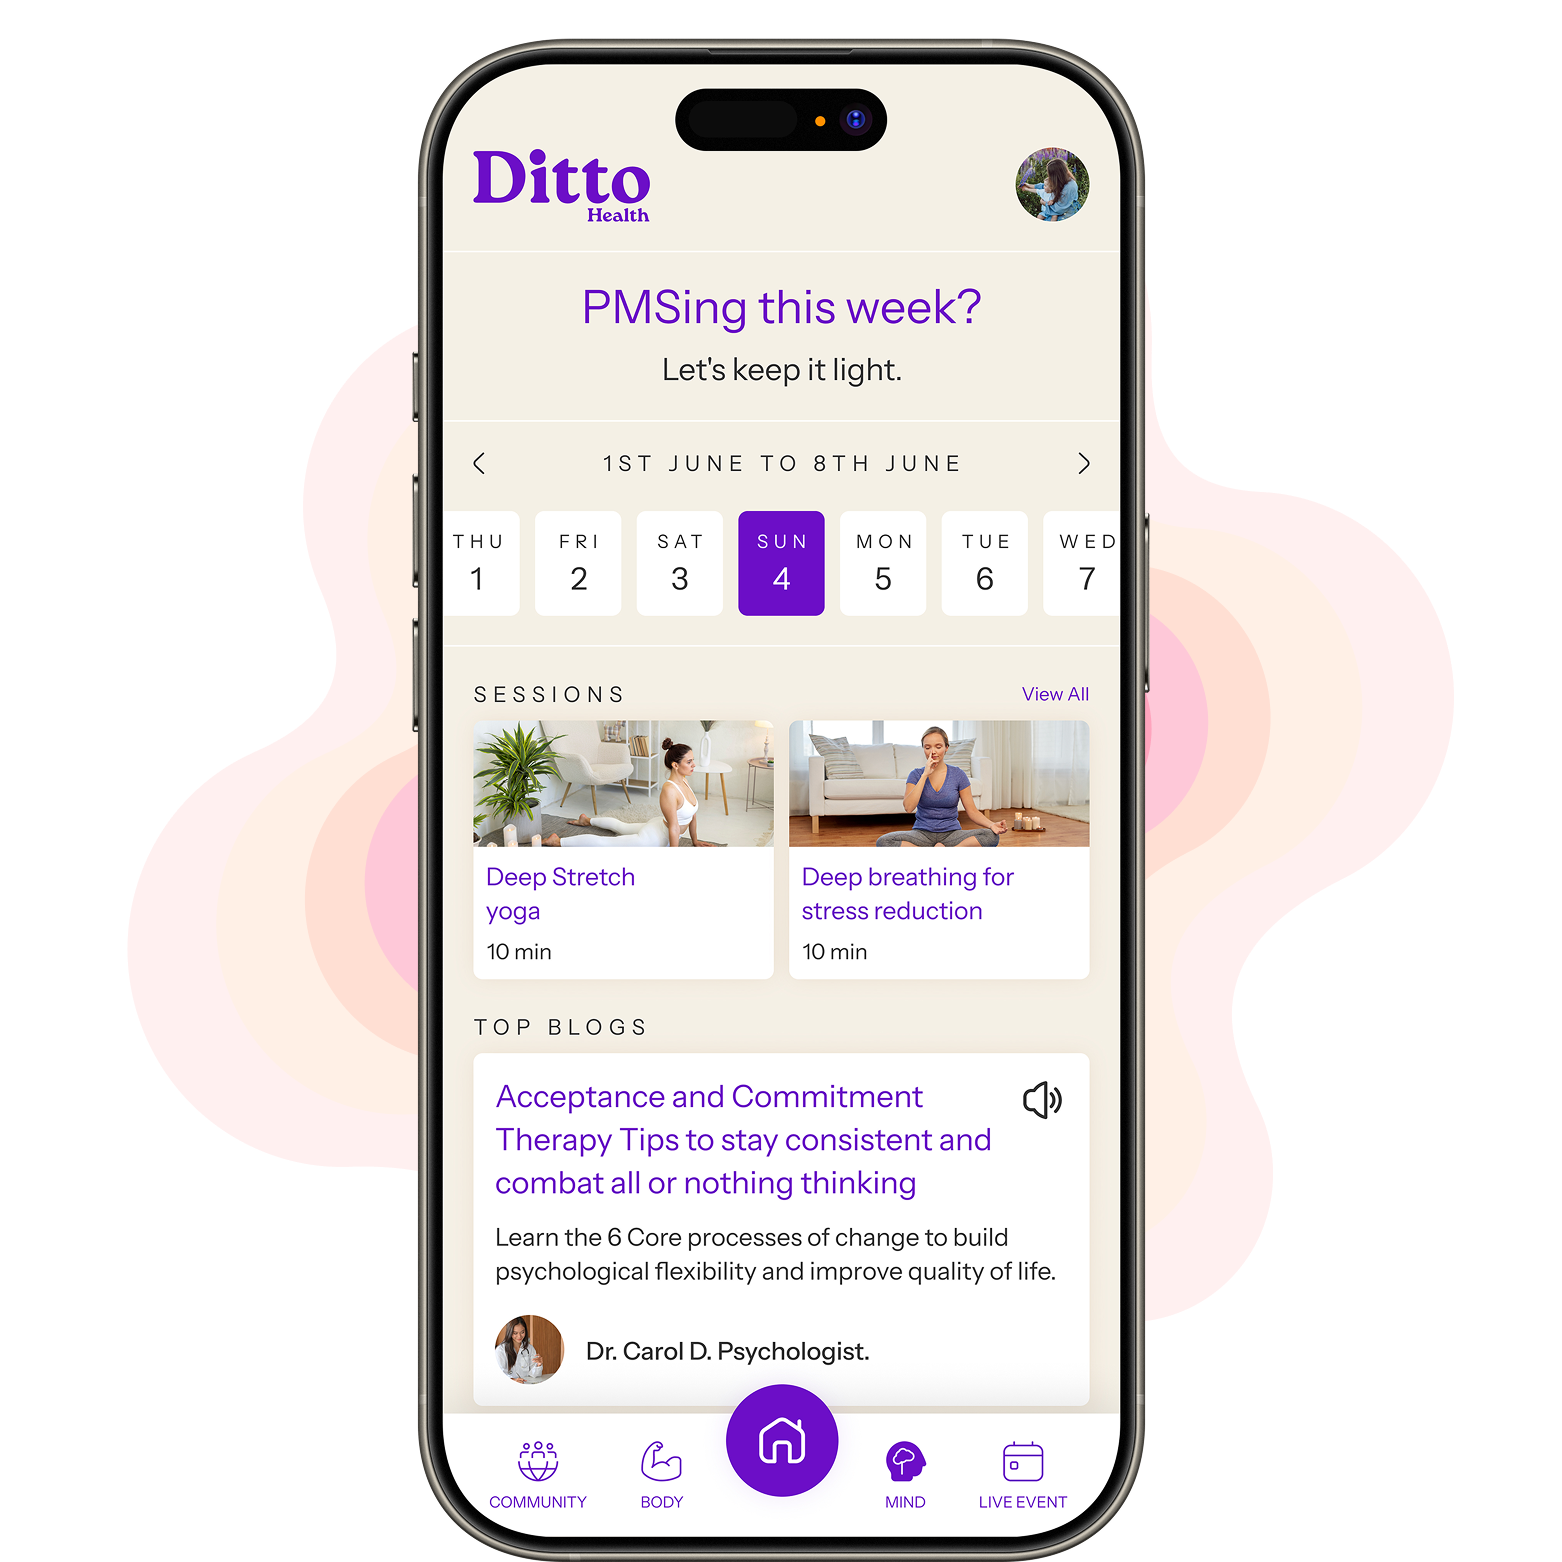 Ditto
Health
PMSing this week?
Let's keep it light.
1ST JUNE TO 8TH JUNE
THU FRI SAT SUN MON TUE WED
1 2 3 4 5 6 7
SESSIONS View All
Deep Stretch
yoga
10 min
Deep breathing for
stress reduction
10 min
TOP BLOGS
Acceptance and Commitment
Therapy Tips to stay consistent and
combat all or nothing thinking
Learn the 6 Core processes of change to build
psychological flexibility and improve quality of life.
Dr. Carol D. Psychologist.
COMMUNITY BODY MIND LIVE EVENT